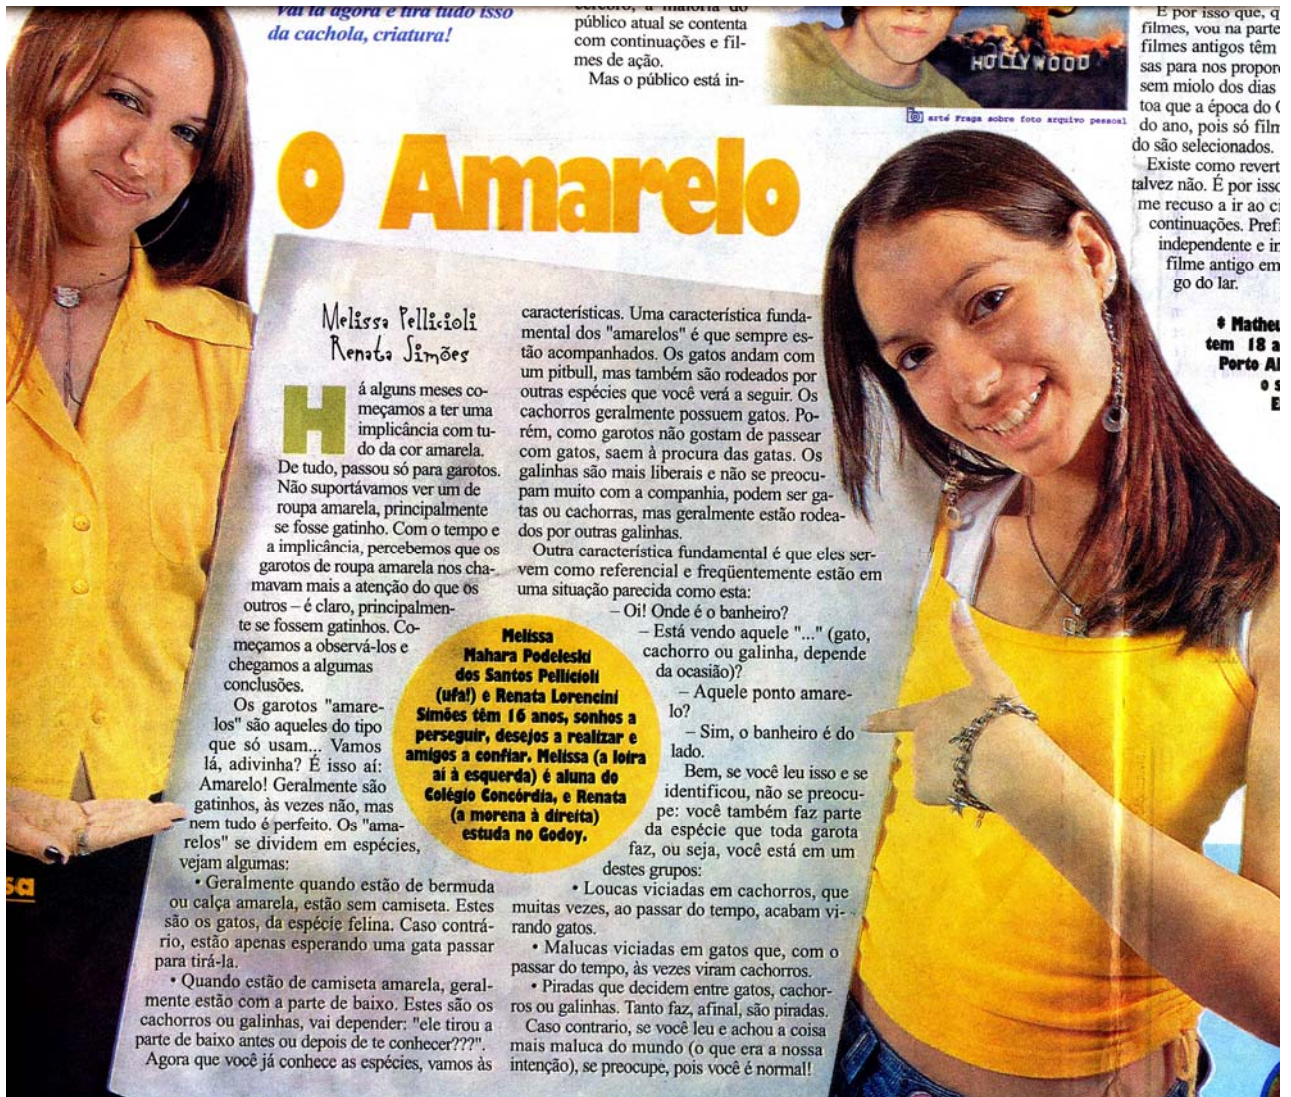 Vai lá agora e tira tudo isso
da cachola, criatura!
cérebro, a maioria do
público atual se contenta
com continuações e fil-
mes de ação.
Mas o público está in-
HOLLYWOOD
arte Fraga sobre foto arquivo pessoal
E por isso que, q
filmes, vou na parte
filmes antigos têm
sas para nos propor
sem miolo dos dias
toa que a época do
do ano, pois só film
do são selecionados.
Existe como revert
talvez não. É por isso
me recuso a ir ao ci
continuações. Prefi
independente e in
filme antigo em
go do lar.
Matheu
tem 18 a
Porto Al
o s
E
O Amarelo
Melissa Pellicioli
Renata Simões
Há alguns meses co-
meçamos a ter uma
implicância com tu-
do da cor amarela.
De tudo, passou só para garotos.
Não suportávamos ver um de
roupa amarela, principalmente
se fosse gatinho. Com o tempo e
a implicância, percebemos que os
garotos de roupa amarela nos cha-
mavam mais a atenção do que os
outros – é claro, principalmen-
te se fossem gatinhos. Co-
meçamos a observá-los e
chegamos a algumas
conclusões.
Os garotos "amare-
los" são aqueles do tipo
que só usam... Vamos
lá, adivinha? É isso aí:
Amarelo! Geralmente são
gatinhos, às vezes não, mas
nem tudo é perfeito. Os "ama-
relos" se dividem em espécies,
vejam algumas:
• Geralmente quando estão de bermuda
ou calça amarela, estão sem camiseta. Estes
são os gatos, da espécie felina. Caso contrá-
rio, estão apenas esperando uma gata passar
para tirá-la.
• Quando estão de camiseta amarela, geral-
mente estão com a parte de baixo. Estes são os
cachorros ou galinhas, vai depender: "ele tirou a
parte de baixo antes ou depois de te conhecer???".
Agora que você já conhece as espécies, vamos às
características. Uma característica funda-
mental dos "amarelos" é que sempre es-
tão acompanhados. Os gatos andam com
um pitbull, mas também são rodeados por
outras espécies que você verá a seguir. Os
cachorros geralmente possuem gatos. Po-
rém, como garotos não gostam de passear
com gatos, saem à procura das gatas. Os
galinhas são mais liberais e não se preocu-
pam muito com a companhia, podem ser ga-
tas ou cachorras, mas geralmente estão rodea-
dos por outras galinhas.
Outra característica fundamental é que eles ser-
vem como referencial e freqüentemente estão em
uma situação parecida como esta:
– Oi! Onde é o banheiro?
– Está vendo aquele "..." (gato,
cachorro ou galinha, depende
da ocasião)?
– Aquele ponto amare-
lo?
– Sim, o banheiro é do
lado.
Bem, se você leu isso e se
identificou, não se preocu-
pe: você também faz parte
da espécie que toda garota
faz, ou seja, você está em um
destes grupos:
• Loucas viciadas em cachorros, que
muitas vezes, ao passar do tempo, acabam vi-
rando gatos.
• Malucas viciadas em gatos que, com o
passar do tempo, às vezes viram cachorros.
• Piradas que decidem entre gatos, cachor-
ros ou galinhas. Tanto faz, afinal, são piradas.
Caso contrario, se você leu e achou a coisa
mais maluca do mundo (o que era a nossa
intenção), se preocupe, pois você é normal!
Melissa
Mahara Podeleski
dos Santos Pellicioli
(ufa!) e Renata Lorencini
Simões têm 16 anos, sonhos a
perseguir, desejos a realizar e
amigos a confiar. Melissa (a loira
aí à esquerda) é aluna do
Colégio Concórdia, e Renata
(a morena à direita)
estuda no Godoy.
sa